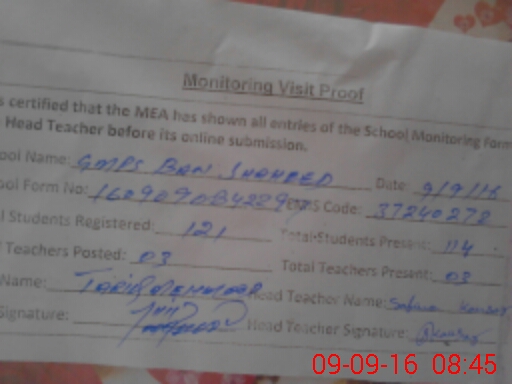 Monitoring Visit Proof
s certified that the MEA has shown all entries of the School Monitoring Form
Head Teacher before its online submission.
ool Name: GMPS BAN SHAHEED Date: 9/9/16
ool Form No: Code: 37240272
l Students Registered: 121 Total Students Present: 114
Teachers Posted: 03 Total Teachers Present: 03
Name: TARIQ MEHMOOD Head Teacher Name:
Signature: Head Teacher Signature:
09-09-16 08:45